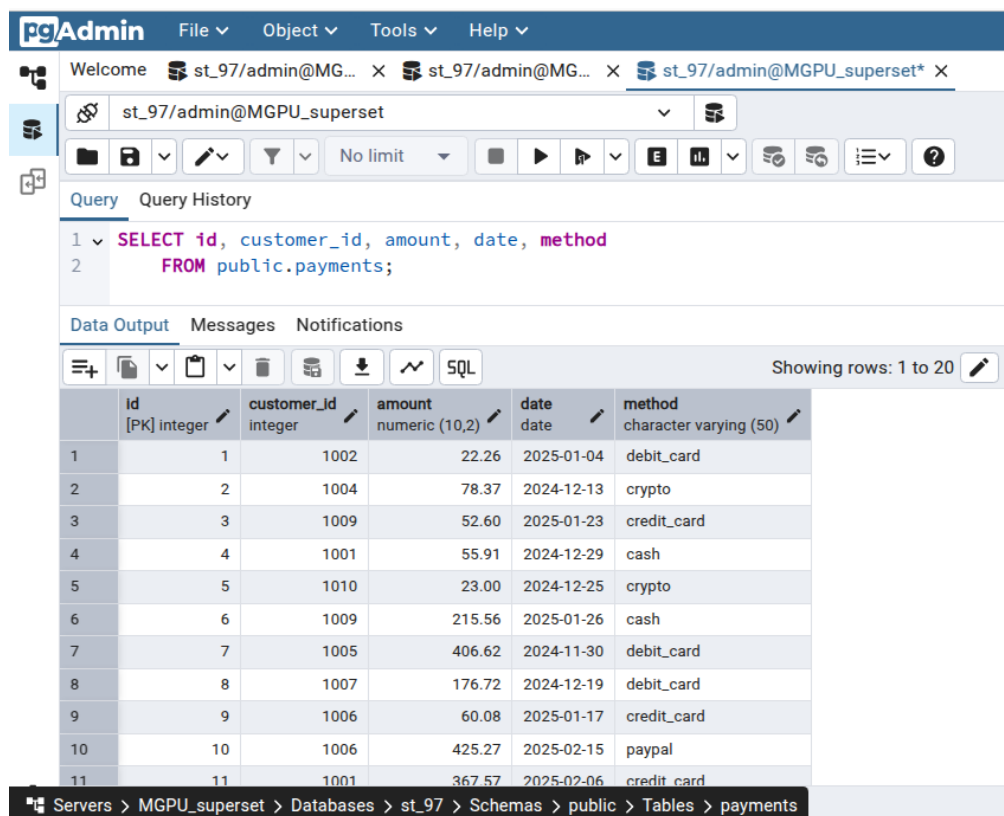 pgAdmin File Object Tools Help
Welcome st_97/admin@MG... st_97/admin@MG... st_97/admin@MGPU_superset*
st_97/admin@MGPU_superset
No limit E
Query Query History
1 SELECT id, customer_id, amount, date, method
2 FROM public.payments;
Data Output Messages Notifications
SQL Showing rows: 1 to 20
id customer_id amount date method
[PK] integer integer numeric (10,2) date character varying (50)
1 1 1002 22.26 2025-01-04 debit_card
2 2 1004 78.37 2024-12-13 crypto
3 3 1009 52.60 2025-01-23 credit_card
4 4 1001 55.91 2024-12-29 cash
5 5 1010 23.00 2024-12-25 crypto
6 6 1009 215.56 2025-01-26 cash
7 7 1005 406.62 2024-11-30 debit_card
8 8 1007 176.72 2024-12-19 debit_card
9 9 1006 60.08 2025-01-17 credit_card
10 10 1006 425.27 2025-02-15 paypal
11 11 1001 367.57 2025-02-06 credit_card
Servers > MGPU_superset > Databases > st_97 > Schemas > public > Tables > payments